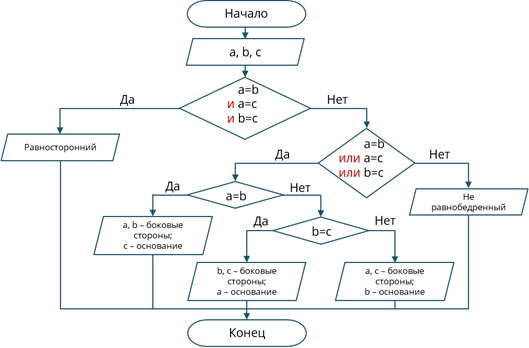 Начало
a, b, c
a=b
и a=c
и b=c
Да
Нет
Равносторонний
a=b
или a=c
или b=c
Да
Нет
Не
равнобедренный
a=b
Да
Нет
a, b – боковые
стороны;
c – основание
b=c
Да
Нет
b, c – боковые
стороны;
a – основание
a, c – боковые
стороны;
b – основание
Конец